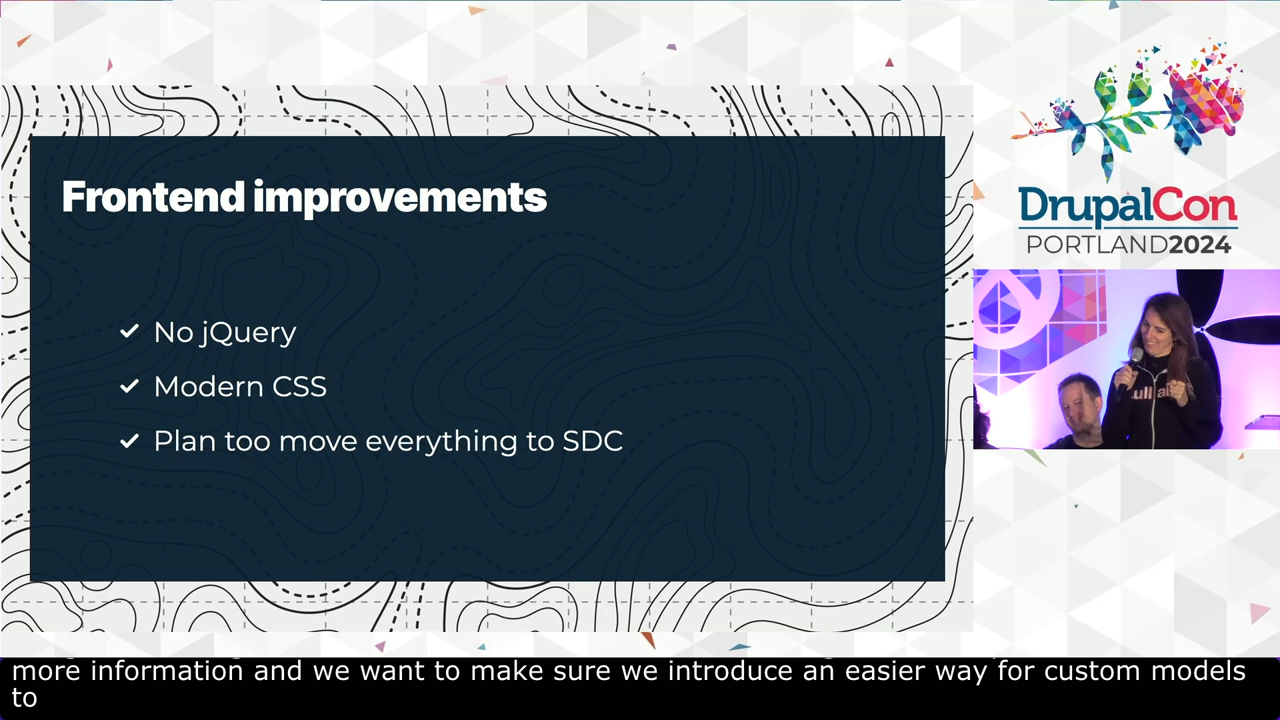 Frontend improvements
No jQuery
Modern CSS
Plan too move everything to SDC
DrupalCon
PORTLAND2024
more information and we want to make sure we introduce an easier way for custom models
to